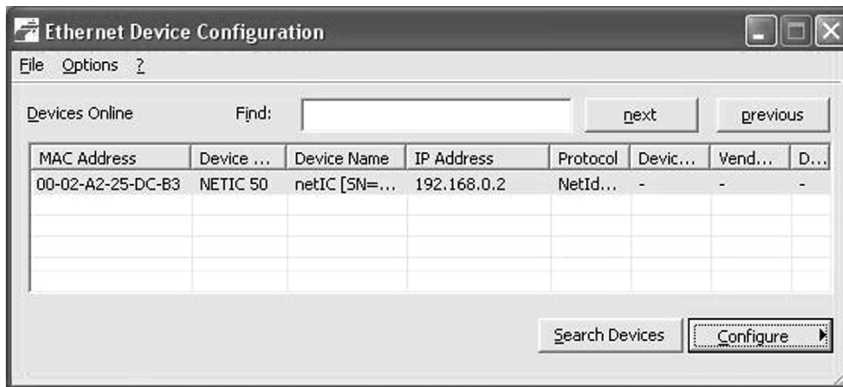 Ethernet Device Configuration
File Options ?
Devices Online Find: next previous
MAC Address Device ... Device Name IP Address Protocol Devic... Vend... D...
00-02-A2-25-DC-B3 NETIC 50 netIC [SN=... 192.168.0.2 NetId... - - -
Search Devices Configure